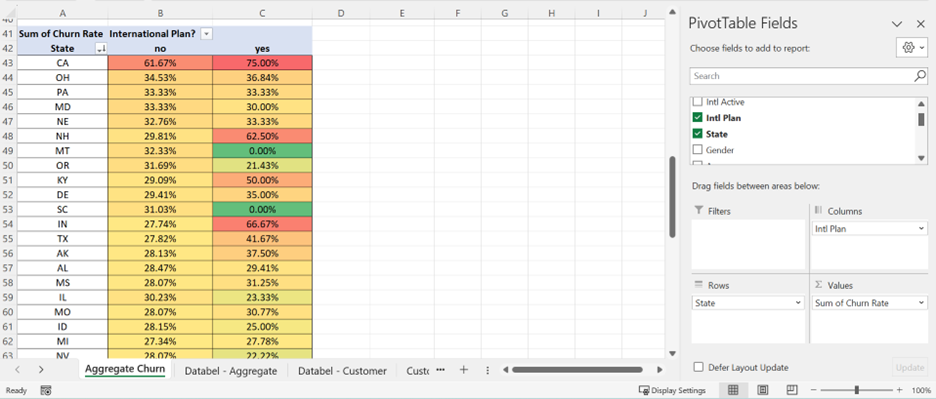 A B C D E F G H I J
41 Sum of Churn Rate International Plan?
42 State no yes
43 CA 61.67% 75.00%
44 OH 34.53% 36.84%
45 PA 33.33% 33.33%
46 MD 33.33% 30.00%
47 NE 32.76% 33.33%
48 NH 29.81% 62.50%
49 MT 32.33% 0.00%
50 OR 31.69% 21.43%
51 KY 29.09% 50.00%
52 DE 29.41% 35.00%
53 SC 31.03% 0.00%
54 IN 27.74% 66.67%
55 TX 27.82% 41.67%
56 AK 28.13% 37.50%
57 AL 28.47% 29.41%
58 MS 28.07% 31.25%
59 IL 30.23% 23.33%
60 MO 28.07% 30.77%
61 ID 28.15% 25.00%
62 MI 27.34% 27.78%
63 NV 28.07% 22.22%
Aggregate Churn Databel - Aggregate Databel - Customer Custo ...
Ready Display Settings 100%
PivotTable Fields
Choose fields to add to report:
Search
Intl Active
Intl Plan
State
Gender
Drag fields between areas below:
Filters Columns
Intl Plan
Rows Σ Values
State Sum of Churn Rate
Defer Layout Update Update